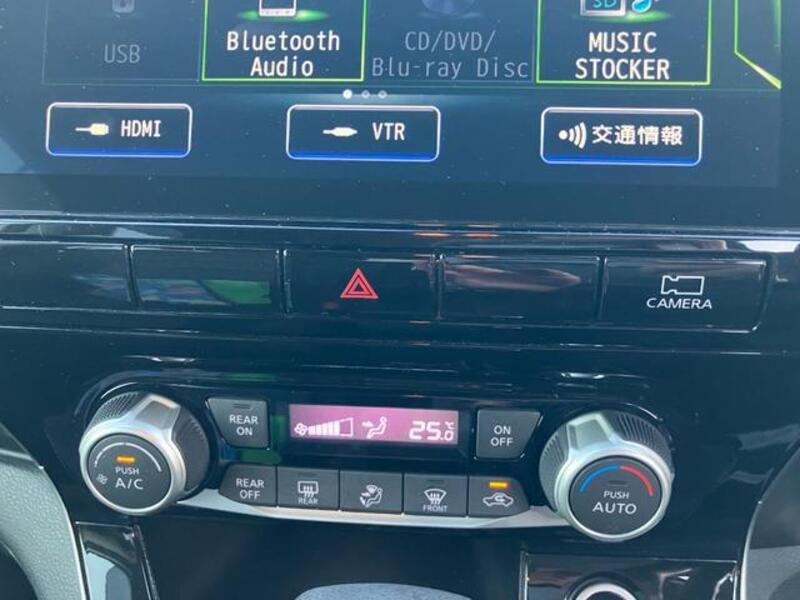 SD
USB
Bluetooth
Audio
CD/DVD/
Blu-ray Disc
MUSIC
STOCKER
HDMI
VTR
交通情報
CAMERA
REAR
ON
25.0℃
ON
OFF
PUSH
A/C
REAR
OFF
REAR
FRONT
PUSH
AUTO